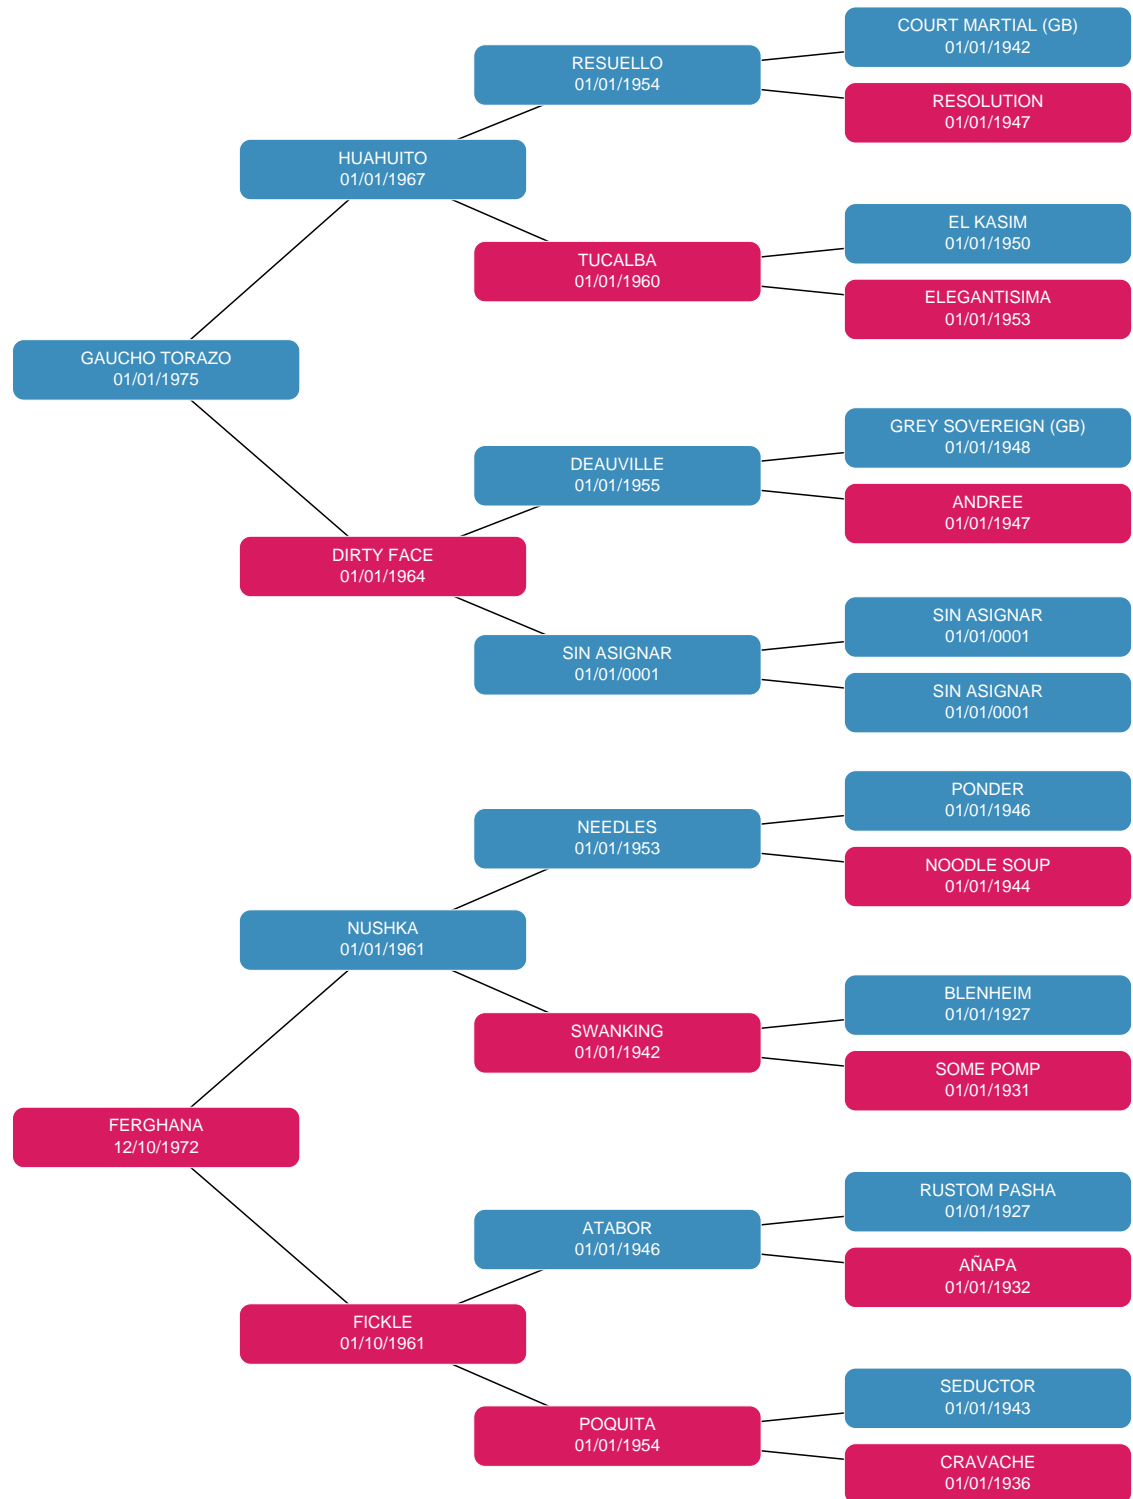 COURT MARTIAL (GB)
01/01/1942
RESUELLO
01/01/1954
RESOLUTION
01/01/1947
HUAHUITO
01/01/1967
EL KASIM
01/01/1950
TUCALBA
01/01/1960
ELEGANTISIMA
01/01/1953
GAUCHO TORAZO
01/01/1975
GREY SOVEREIGN (GB)
01/01/1948
DEAUVILLE
01/01/1955
ANDREE
01/01/1947
DIRTY FACE
01/01/1964
SIN ASIGNAR
01/01/0001
SIN ASIGNAR
01/01/0001
SIN ASIGNAR
01/01/0001
PONDER
01/01/1946
NEEDLES
01/01/1953
NOODLE SOUP
01/01/1944
NUSHKA
01/01/1961
BLENHEIM
01/01/1927
SWANKING
01/01/1942
SOME POMP
01/01/1931
FERGHANA
12/10/1972
RUSTOM PASHA
01/01/1927
ATABOR
01/01/1946
AÑAPA
01/01/1932
FICKLE
01/10/1961
SEDUCTOR
01/01/1943
POQUITA
01/01/1954
CRAVACHE
01/01/1936